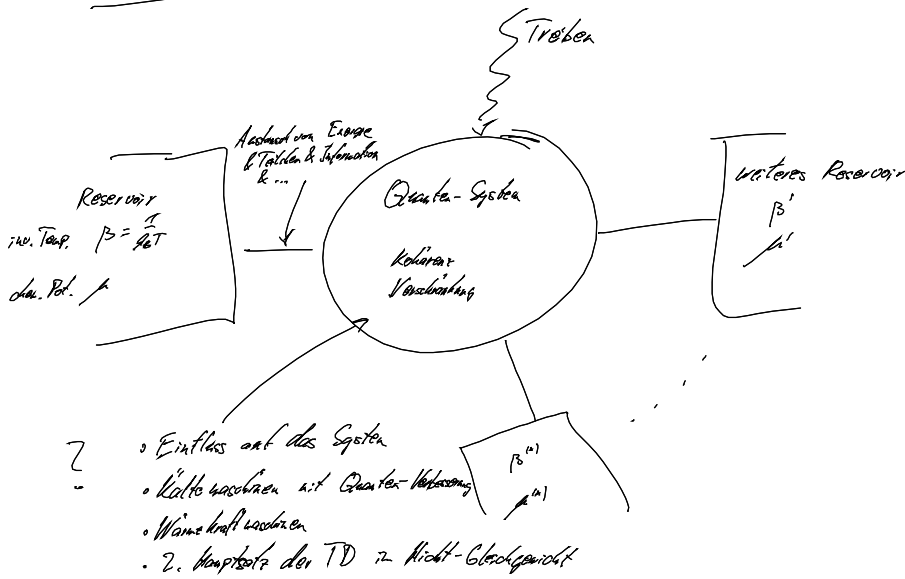 Treiben
Austausch von Energie
& Teilchen & Information
& ...
Reservoir
inv. Temp. β = 1/k_BT
chem. Pot. μ
Quanten-System
Kohärenz
Verschränkung
weiteres Reservoir
β'
μ'
β^(n)
μ^(n)
?
• Einfluss auf das System
• Kältemaschinen mit Quanten-Verbesserung
• Wärmekraftmaschinen
• 2. Hauptsatz der TD in Nicht-Gleichgewicht